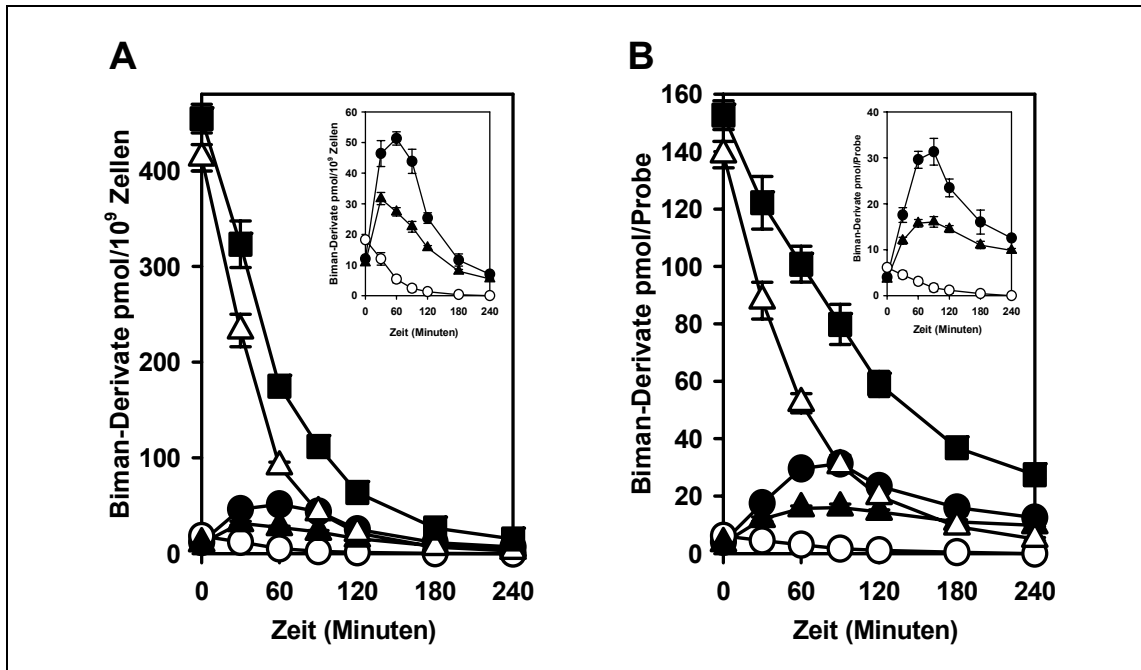 A
Biman-Derivate pmol/10⁹ Zellen
400
300
200
100
0
0 60 120 180 240
Zeit (Minuten)
Biman-Derivate pmol/10⁹ Zellen
60
50
40
30
20
10
0
0 60 120 180 240
Zeit (Minuten)
B
Biman-Derivate pmol/Probe
160
140
120
100
80
60
40
20
0
0 60 120 180 240
Zeit (Minuten)
Biman-Derivate pmol/Probe
40
30
20
10
0
0 60 120 180 240
Zeit (Minuten)